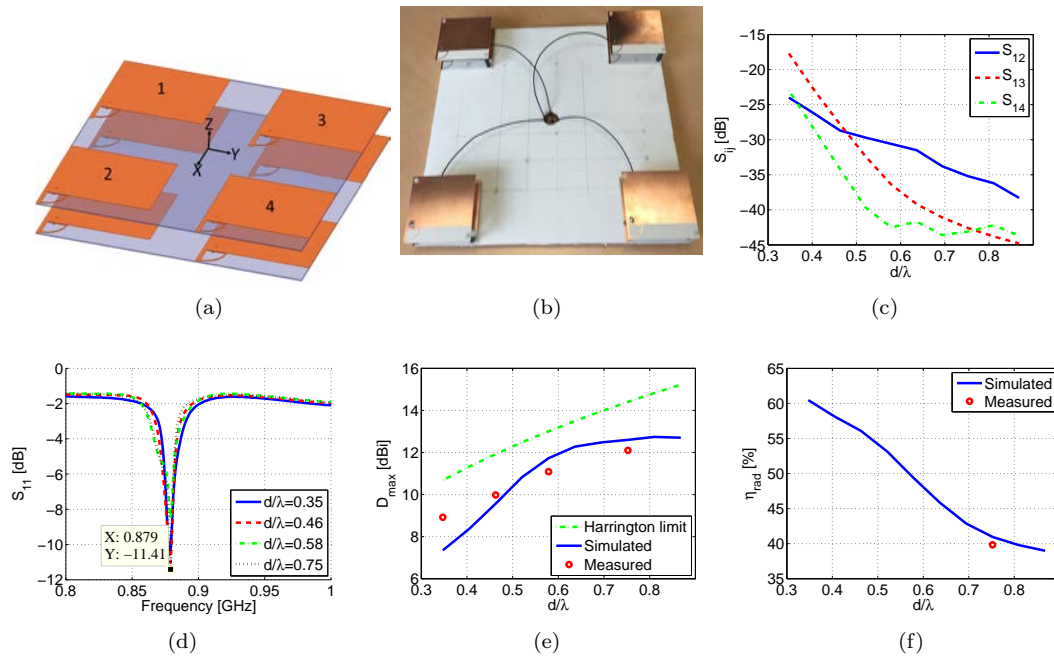 1
2
3
4
Z
Y
X
(a)
(b)
S_ij [dB]
−15
−20
−25
−30
−35
−40
−45
0.3 0.4 0.5 0.6 0.7 0.8
d/λ
S_12
S_13
S_14
(c)
S_11 [dB]
0
−2
−4
−6
−8
−10
−12
0.8 0.85 0.9 0.95 1
Frequency [GHz]
X: 0.879
Y: −11.41
d/λ=0.35
d/λ=0.46
d/λ=0.58
d/λ=0.75
(d)
D_max [dBi]
16
14
12
10
8
6
0.3 0.4 0.5 0.6 0.7 0.8
d/λ
Harrington limit
Simulated
Measured
(e)
η_rad [%]
65
60
55
50
45
40
35
0.3 0.4 0.5 0.6 0.7 0.8
d/λ
Simulated
Measured
(f)